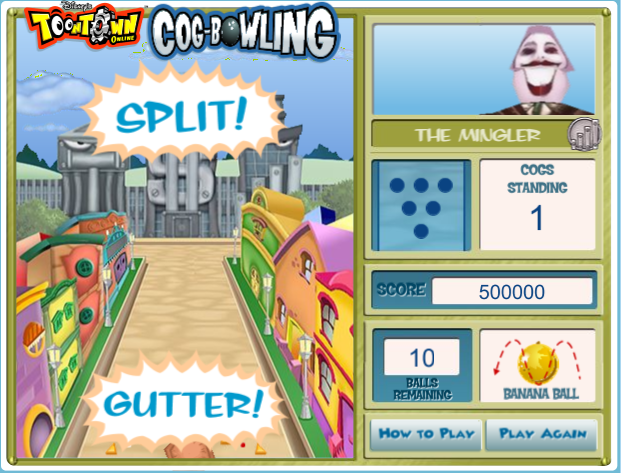 Disney's
TOONTOWN
ONLINE
COG-BOWLING
SPLIT!
GUTTER!
THE MINGLER
COGS
STANDING
1
SCORE 500000
10
BALLS
REMAINING
BANANA BALL
HOW TO PLAY
PLAY AGAIN